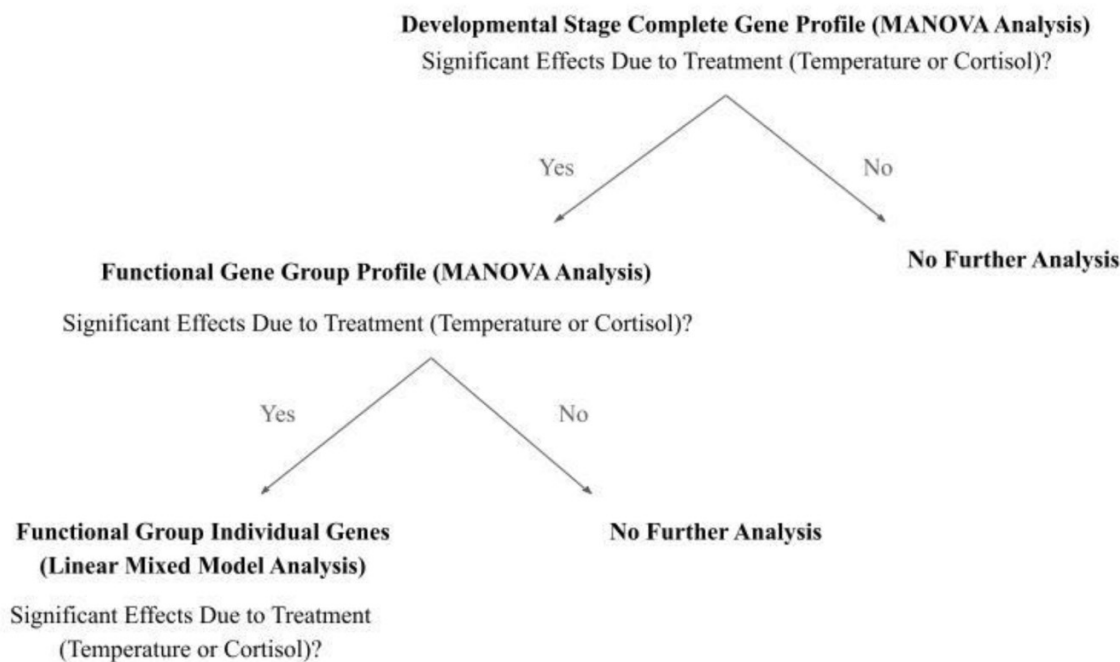 Developmental Stage Complete Gene Profile (MANOVA Analysis)
Significant Effects Due to Treatment (Temperature or Cortisol)?
Yes
No
No Further Analysis
Functional Gene Group Profile (MANOVA Analysis)
Significant Effects Due to Treatment (Temperature or Cortisol)?
Yes
No
Functional Group Individual Genes
(Linear Mixed Model Analysis)
No Further Analysis
Significant Effects Due to Treatment
(Temperature or Cortisol)?